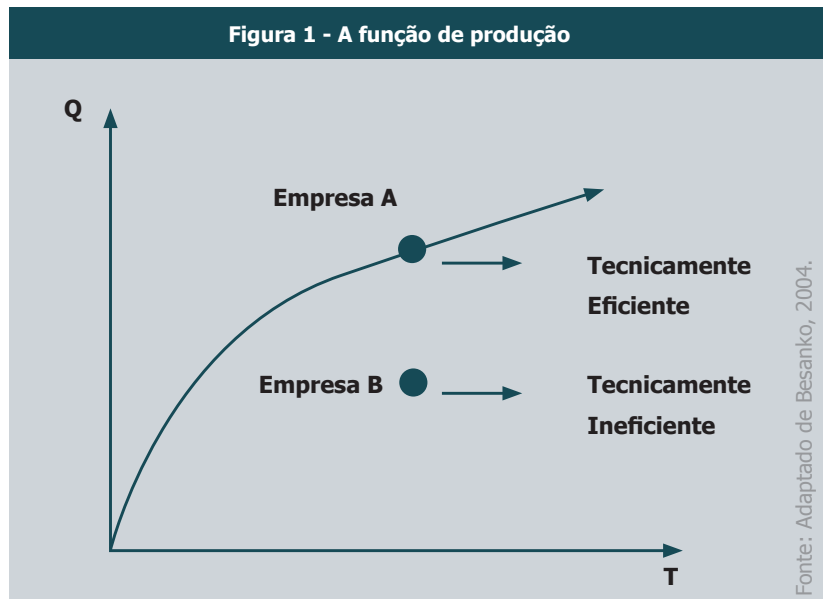 Figura 1 - A função de produção
Q
Empresa A
Tecnicamente
Eficiente
Empresa B
Tecnicamente
Ineficiente
T
Fonte: Adaptado de Besanko, 2004.